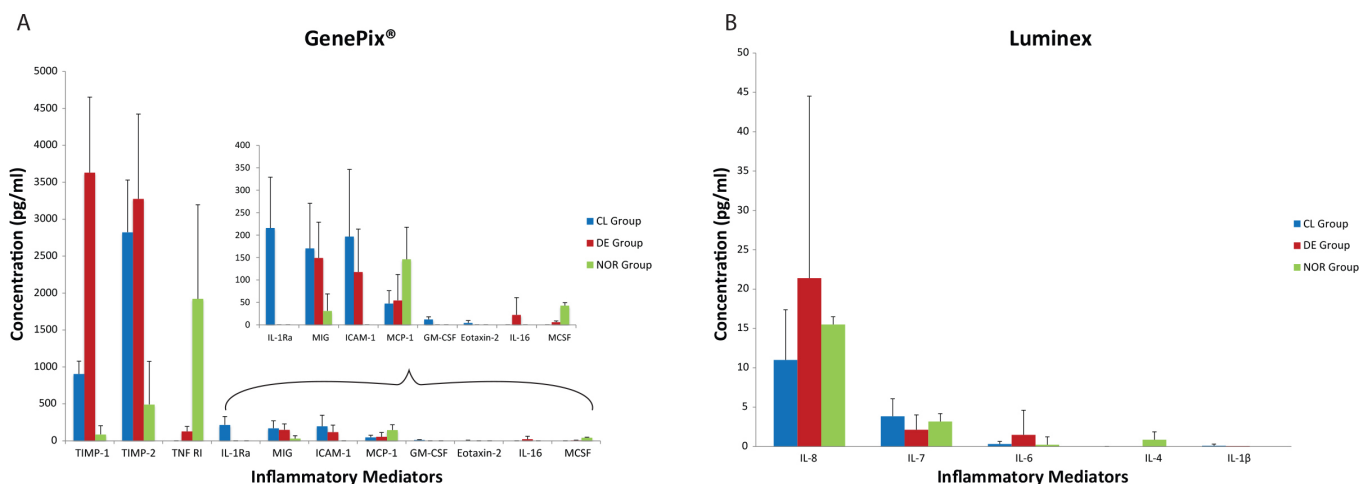 A
GenePix®
Concentration (pg/ml)
5000
4500
4000
3500
3000
2500
2000
1500
1000
500
0
TIMP-1 TIMP-2 TNF RI IL-1Ra MIG ICAM-1 MCP-1 GM-CSF Eotaxin-2 IL-16 MCSF
Inflammatory Mediators
400
350
300
250
200
150
100
50
0
IL-1Ra MIG ICAM-1 MCP-1 GM-CSF Eotaxin-2 IL-16 MCSF
CL Group
DE Group
NOR Group
B
Luminex
Concentration (pg/ml)
50
45
40
35
30
25
20
15
10
5
0
IL-8 IL-7 IL-6 IL-4 IL-1β
Inflammatory Mediators
CL Group
DE Group
NOR Group